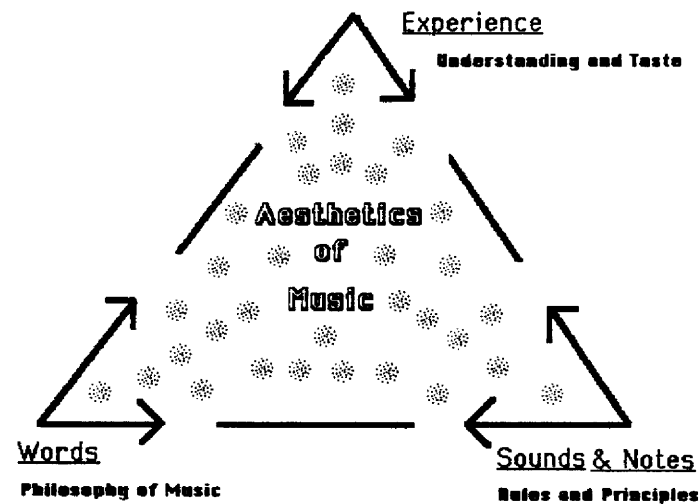 Experience
Understanding and Taste
Aesthetics
of
Music
Words
Philosophy of Music
Sounds & Notes
Rules and Principles